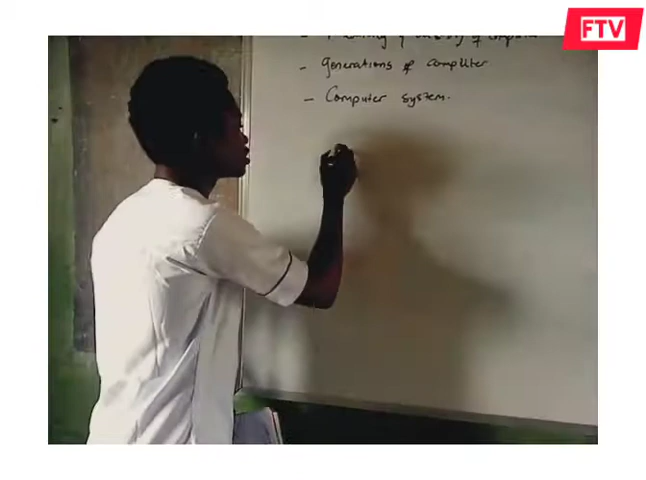 FTV
- Generations of computer
- Computer system.